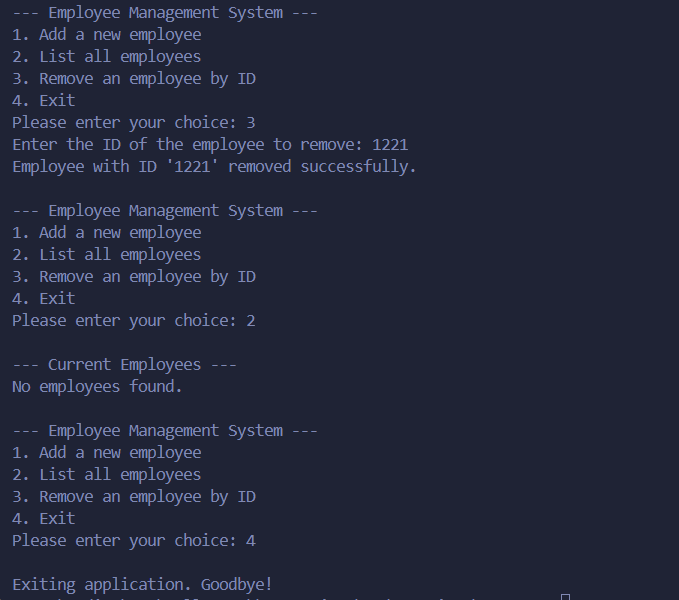 --- Employee Management System ---
1. Add a new employee
2. List all employees
3. Remove an employee by ID
4. Exit
Please enter your choice: 3
Enter the ID of the employee to remove: 1221
Employee with ID '1221' removed successfully.
--- Employee Management System ---
1. Add a new employee
2. List all employees
3. Remove an employee by ID
4. Exit
Please enter your choice: 2
--- Current Employees ---
No employees found.
--- Employee Management System ---
1. Add a new employee
2. List all employees
3. Remove an employee by ID
4. Exit
Please enter your choice: 4
Exiting application. Goodbye!